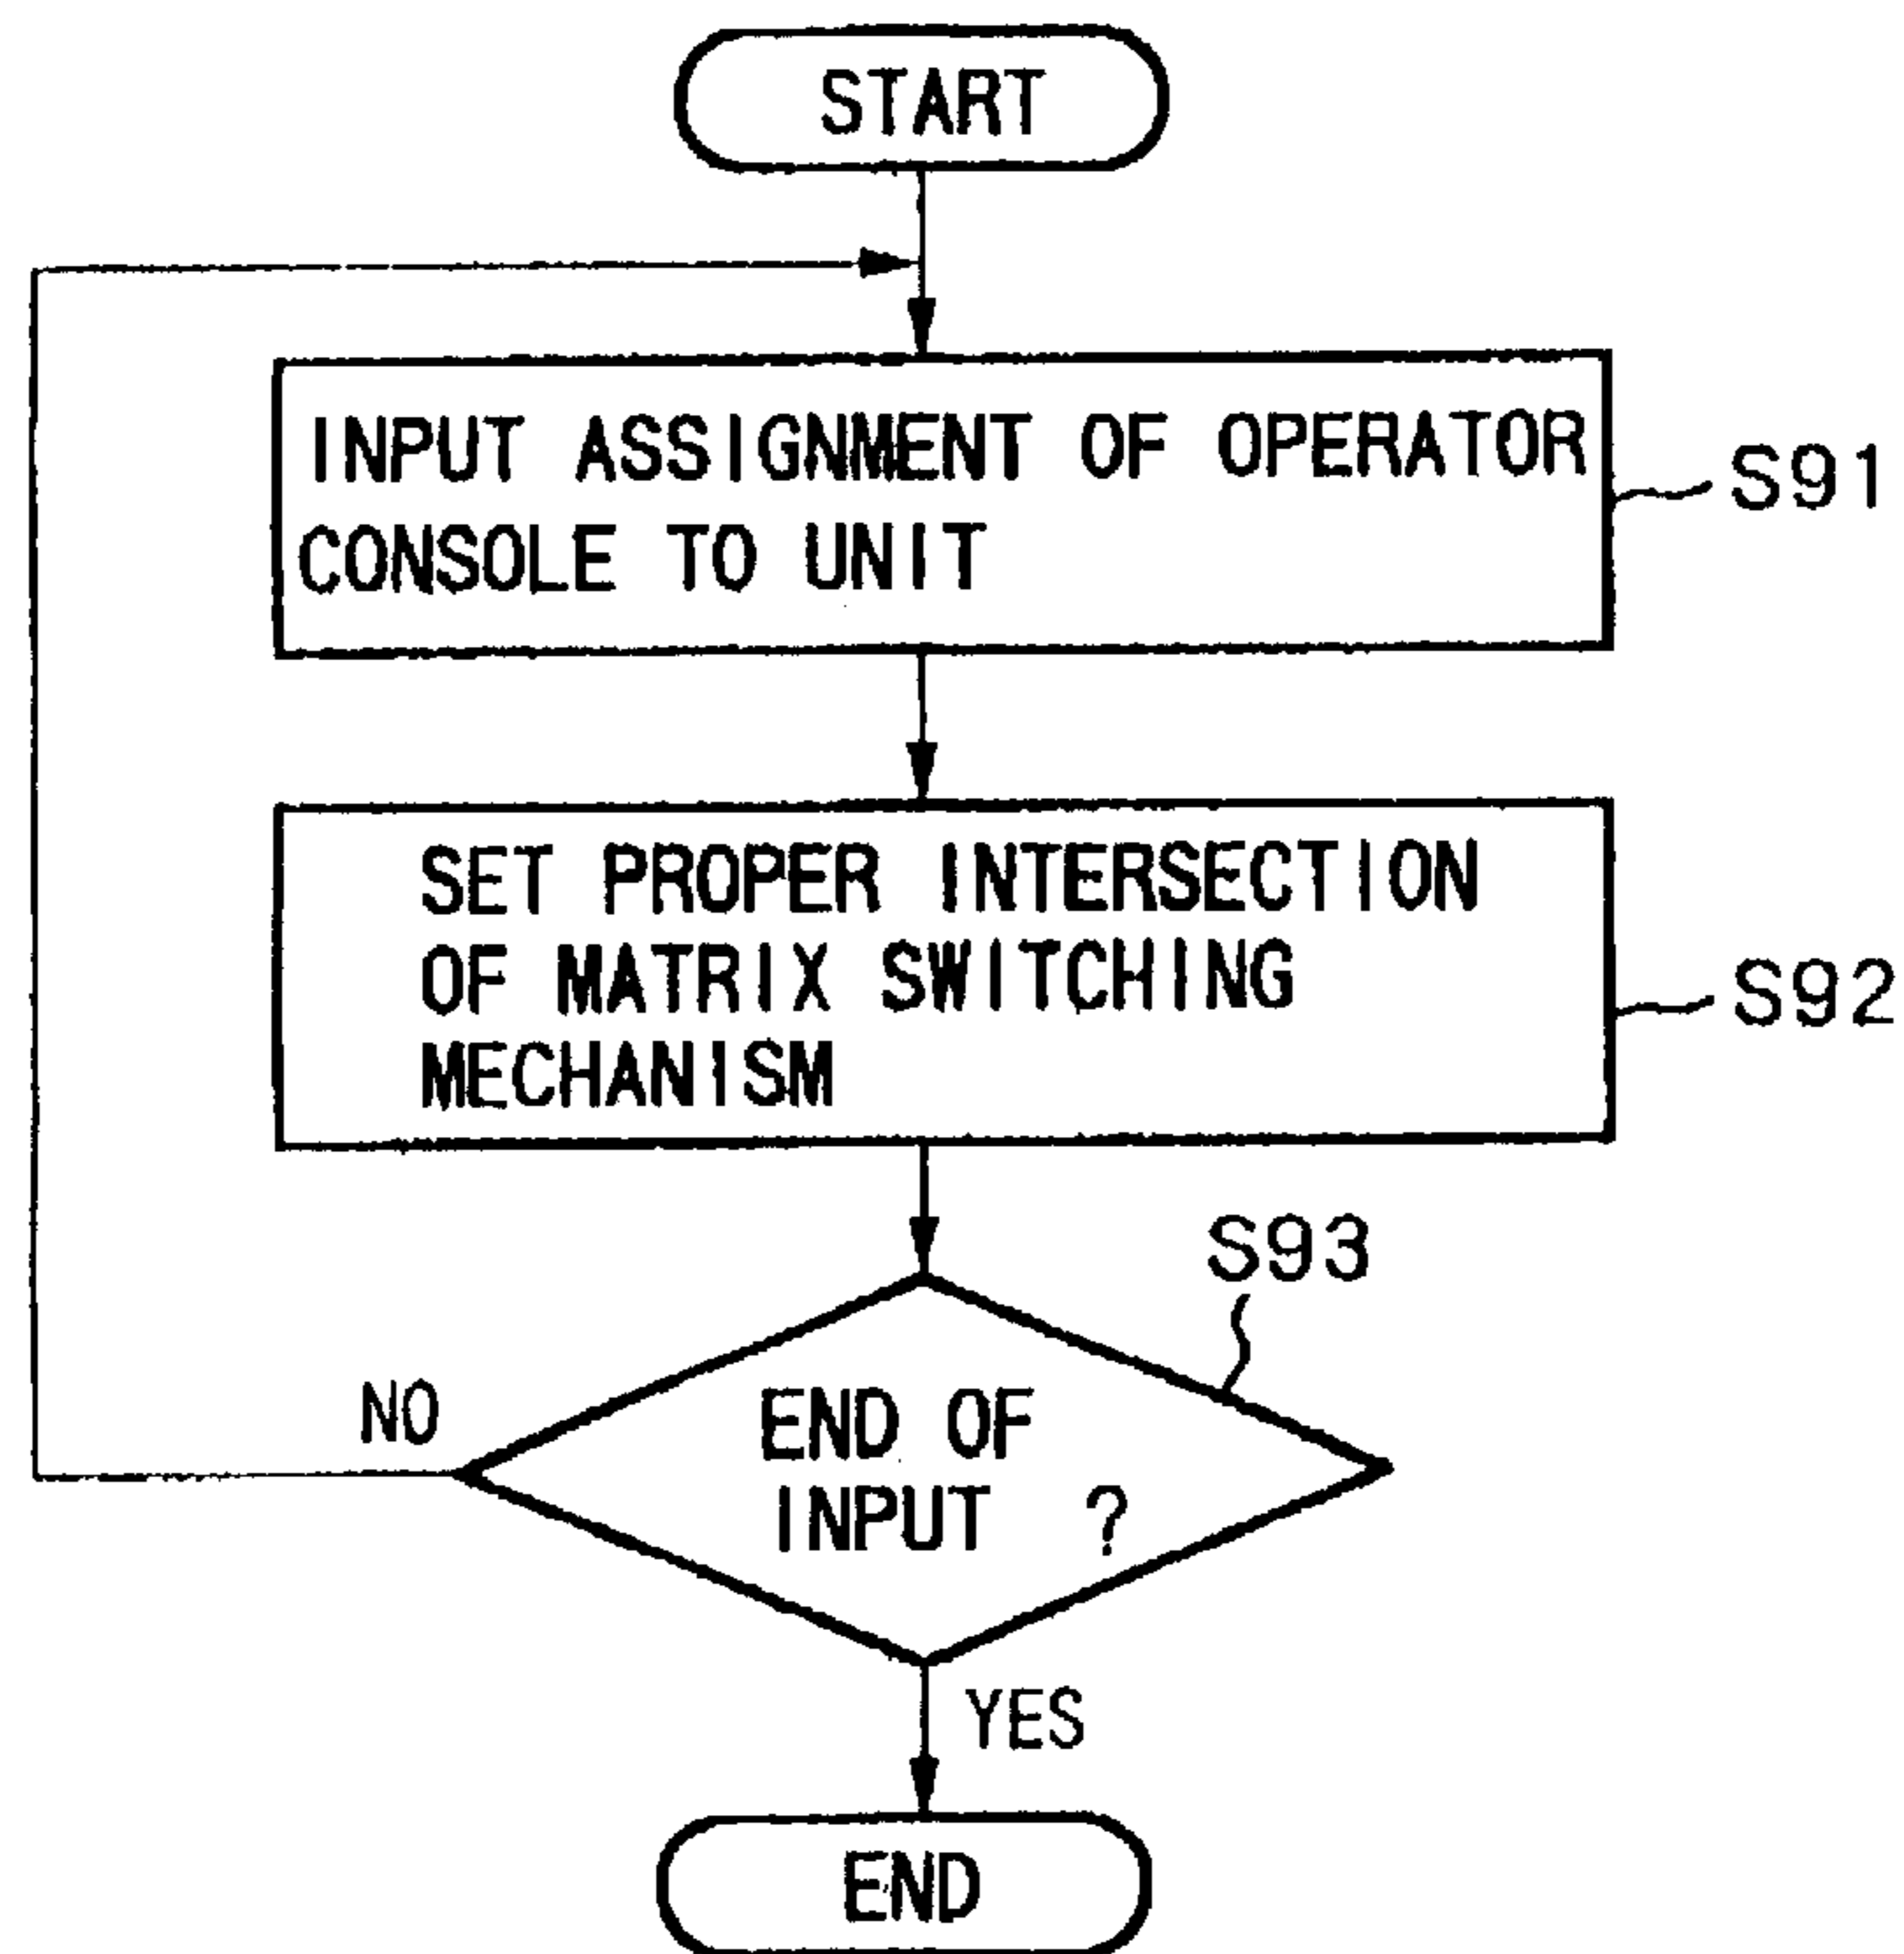 START
INPUT ASSIGNMENT OF OPERATOR
CONSOLE TO UNIT
S91
SET PROPER INTERSECTION
OF MATRIX SWITCHING
MECHANISM
S92
S93
END OF
INPUT ?
NO
YES
END